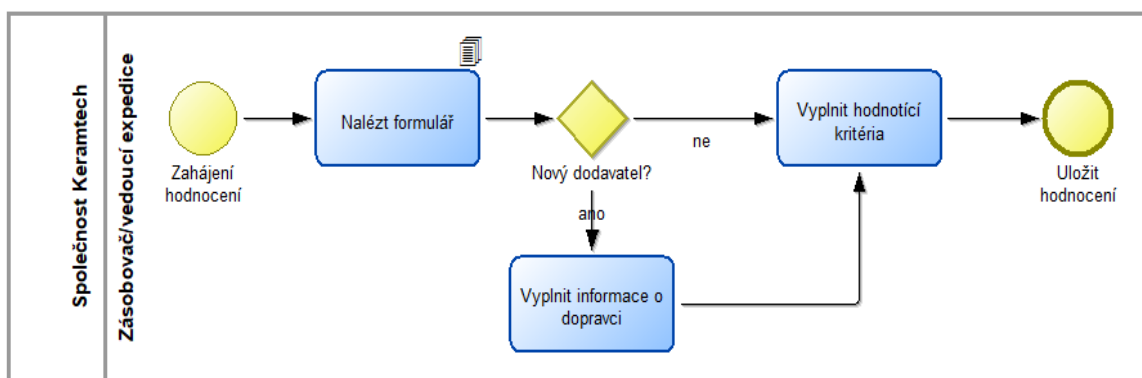 Společnost Keramtech
Zásobovač/vedoucí expedice
Zahájení
hodnocení
Nalézt formulář
Nový dodavatel?
ne
ano
Vyplnit informace o
dopravci
Vyplnit hodnotící
kritéria
Uložit
hodnocení